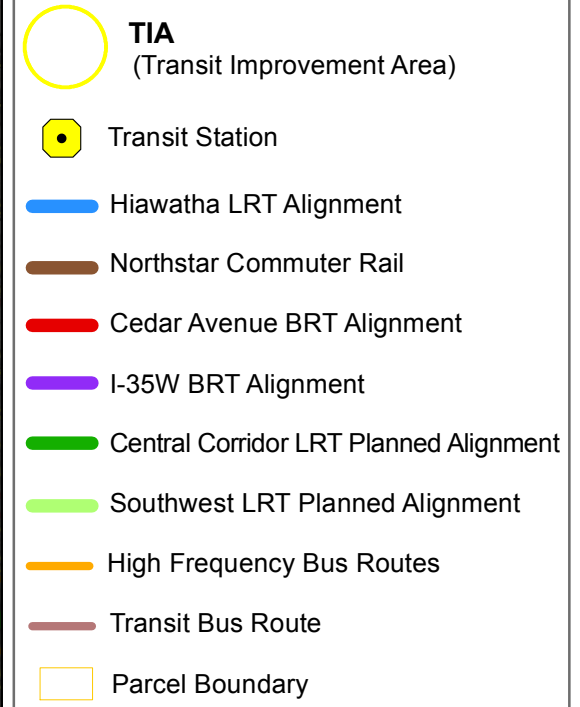 TIA
(Transit Improvement Area)
Transit Station
Hiawatha LRT Alignment
Northstar Commuter Rail
Cedar Avenue BRT Alignment
I-35W BRT Alignment
Central Corridor LRT Planned Alignment
Southwest LRT Planned Alignment
High Frequency Bus Routes
Transit Bus Route
Parcel Boundary